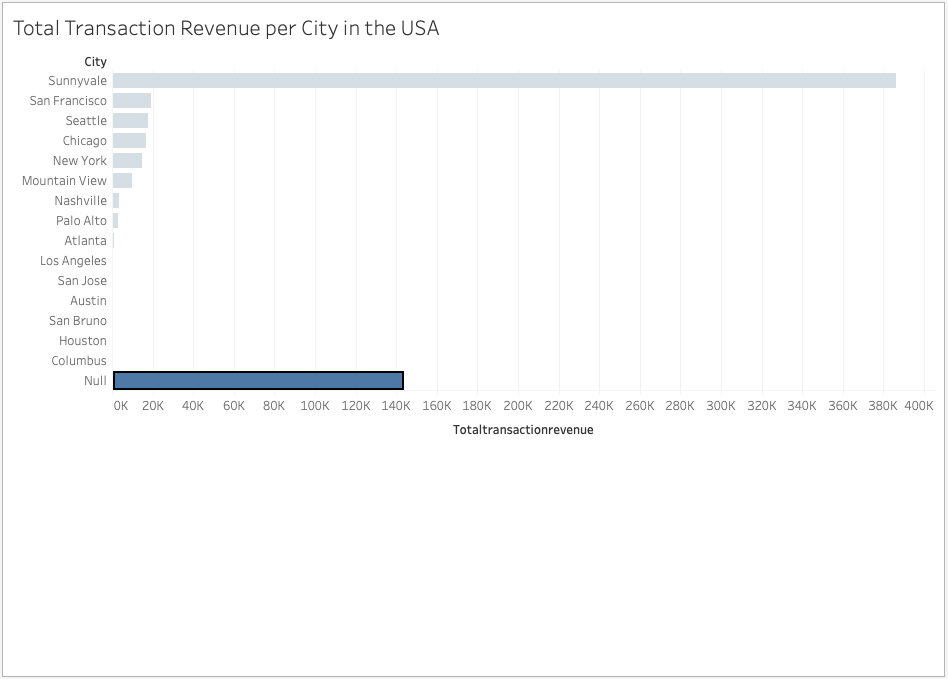 Total Transaction Revenue per City in the USA
City
Sunnyvale
San Francisco
Seattle
Chicago
New York
Mountain View
Nashville
Palo Alto
Atlanta
Los Angeles
San Jose
Austin
San Bruno
Houston
Columbus
Null
0K 20K 40K 60K 80K 100K 120K 140K 160K 180K 200K 220K 240K 260K 280K 300K 320K 340K 360K 380K 400K
Totaltransactionrevenue